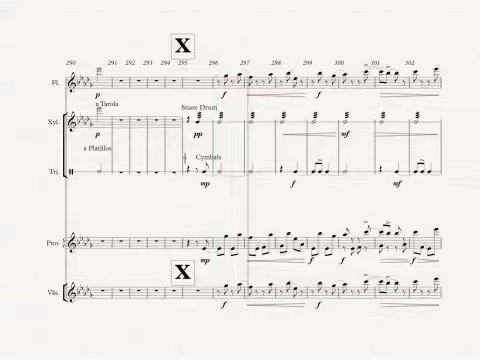 X
290 291 292 293 294 295 296 297 298 299 300 301 302
Fl.
p f f
a Tarola Snare Drum
Xyl.
p pp mf
a Platillos Cymbals
Tri.
mp f mf
Pno.
mp f f
X
Vln.
f f f